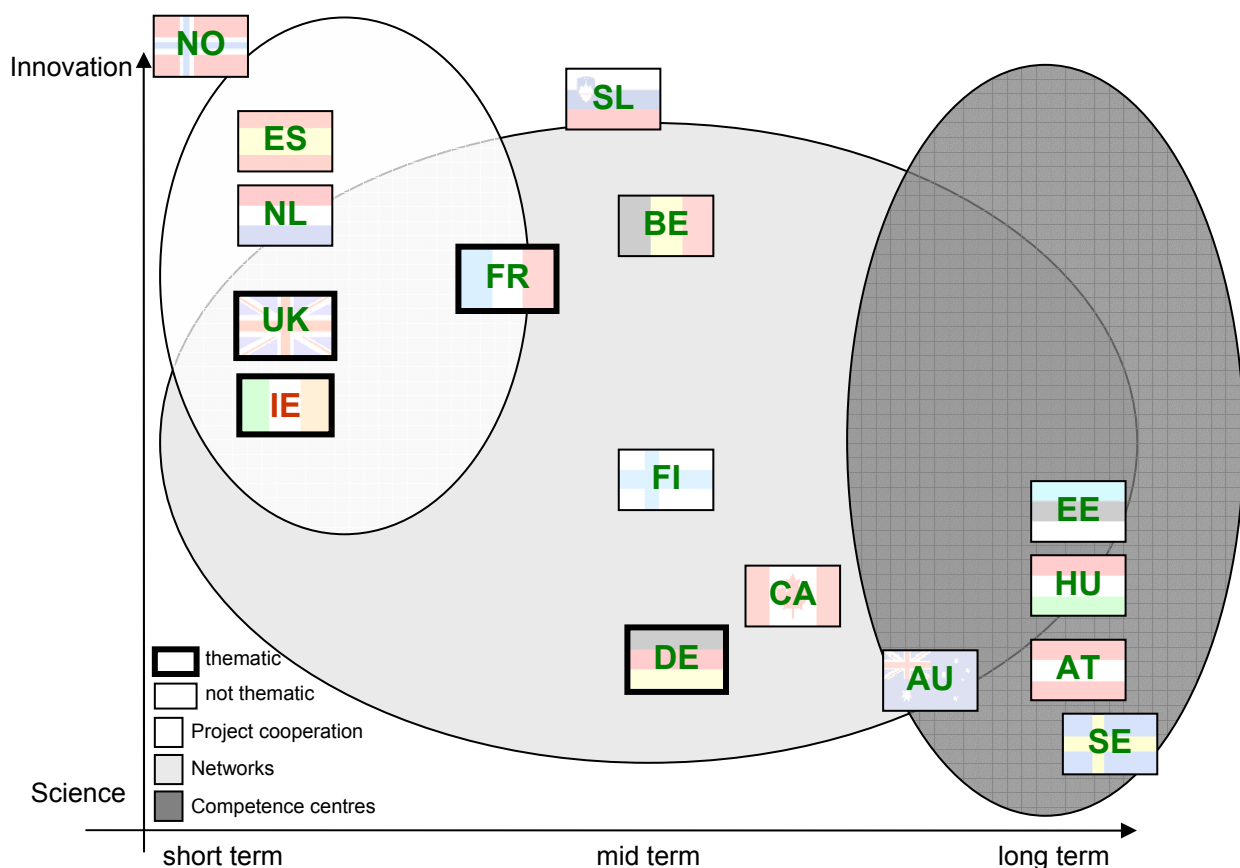 NO
Innovation
SL
ES
NL
BE
FR
UK
IE
FI
EE
HU
CA
DE
AU
AT
SE
thematic
not thematic
Project cooperation
Networks
Competence centres
Science
short term
mid term
long term